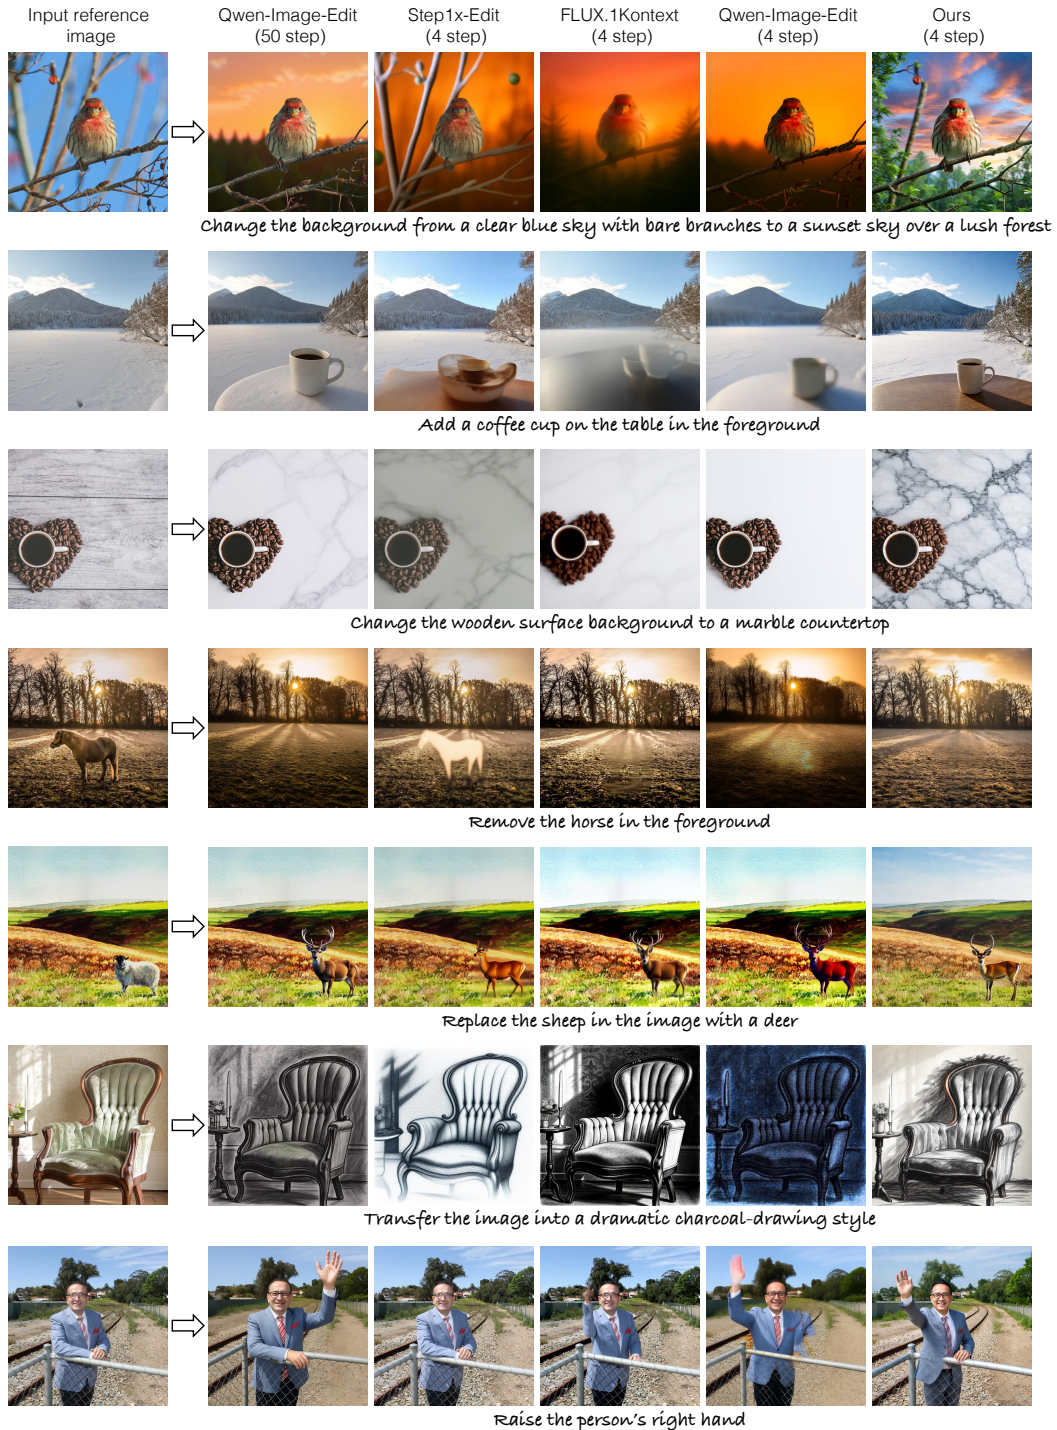 Input reference image
Qwen-Image-Edit (50 step)
Step1x-Edit (4 step)
FLUX.1Kontext (4 step)
Qwen-Image-Edit (4 step)
Ours (4 step)
Change the background from a clear blue sky with bare branches to a sunset sky over a lush forest
Add a coffee cup on the table in the foreground
Change the wooden surface background to a marble countertop
Remove the horse in the foreground
Replace the sheep in the image with a deer
Transfer the image into a dramatic charcoal-drawing style
Raise the person's right hand